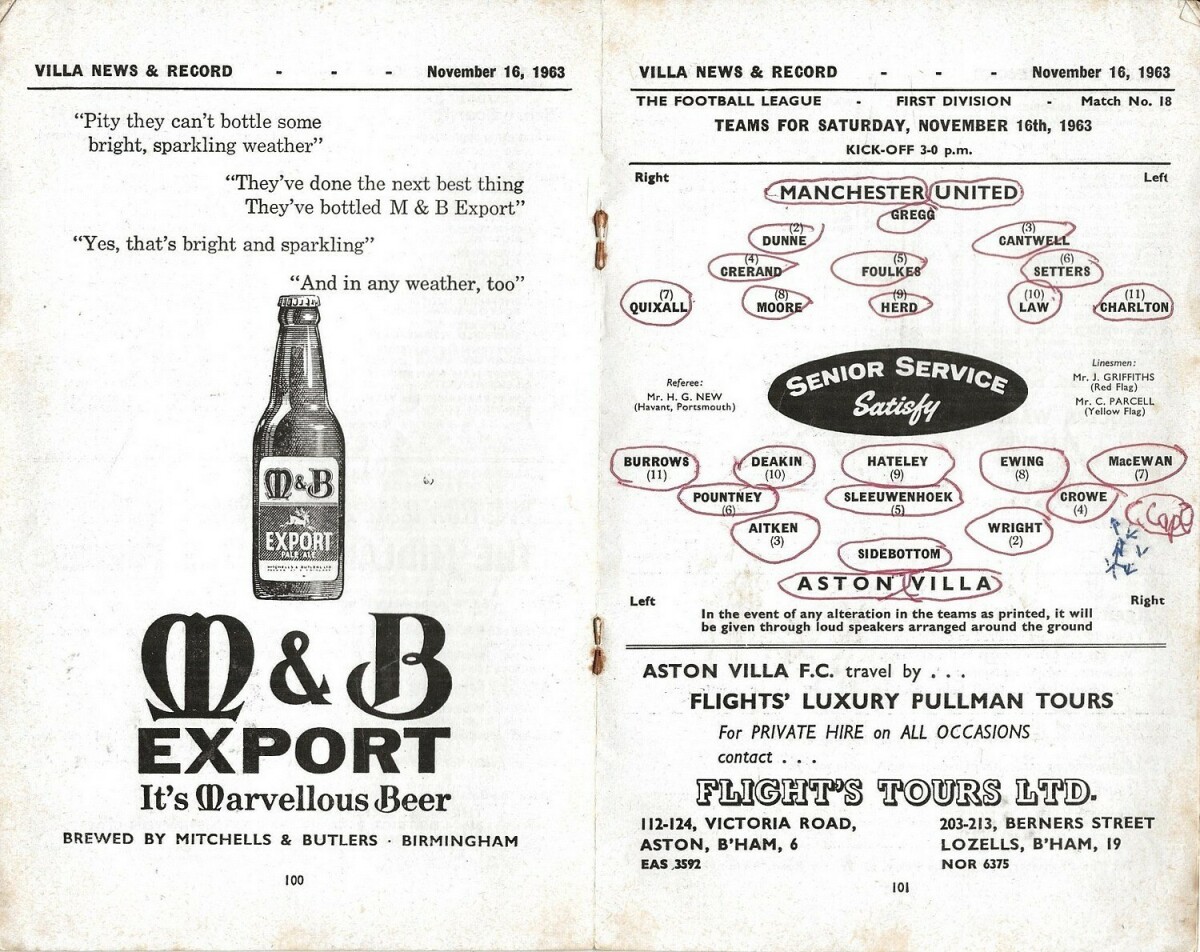 VILLA NEWS & RECORD - - - November 16, 1963
"Pity they can't bottle some
bright, sparkling weather"
"They've done the next best thing
They've bottled M & B Export"
"Yes, that's bright and sparkling"
"And in any weather, too"
M&B
EXPORT
PALE ALE
M & B
EXPORT
It's Marvellous Beer
BREWED BY MITCHELLS & BUTLERS · BIRMINGHAM
100
VILLA NEWS & RECORD - - - November 16, 1963
THE FOOTBALL LEAGUE - FIRST DIVISION - Match No. 18
TEAMS FOR SATURDAY, NOVEMBER 16th, 1963
KICK-OFF 3-0 p.m.
Right Left
MANCHESTER UNITED
GREGG
(2) (3)
DUNNE CANTWELL
(4) (5) (6)
CRERAND FOULKES SETTERS
(7) (8) (9) (10) (11)
QUIXALL MOORE HERD LAW CHARLTON
Referee:
Mr. H. G. NEW
(Havant, Portsmouth)
SENIOR SERVICE
Satisfy
Linesmen:
Mr. J. GRIFFITHS
(Red Flag)
Mr. C. PARCELL
(Yellow Flag)
BURROWS DEAKIN HATELEY EWING MacEWAN
(11) (10) (9) (8) (7)
POUNTNEY SLEEUWENHOEK CROWE
(6) (5) (4)
Capt
AITKEN WRIGHT
(3) (2)
SIDEBOTTOM
ASTON VILLA
Left Right
In the event of any alteration in the teams as printed, it will
be given through loud speakers arranged around the ground
ASTON VILLA F.C. travel by . . .
FLIGHTS' LUXURY PULLMAN TOURS
For PRIVATE HIRE on ALL OCCASIONS
contact . . .
FLIGHT'S TOURS LTD.
112-124, VICTORIA ROAD, 203-213, BERNERS STREET
ASTON, B'HAM, 6 LOZELLS, B'HAM, 19
EAS 3592 NOR 6375
101